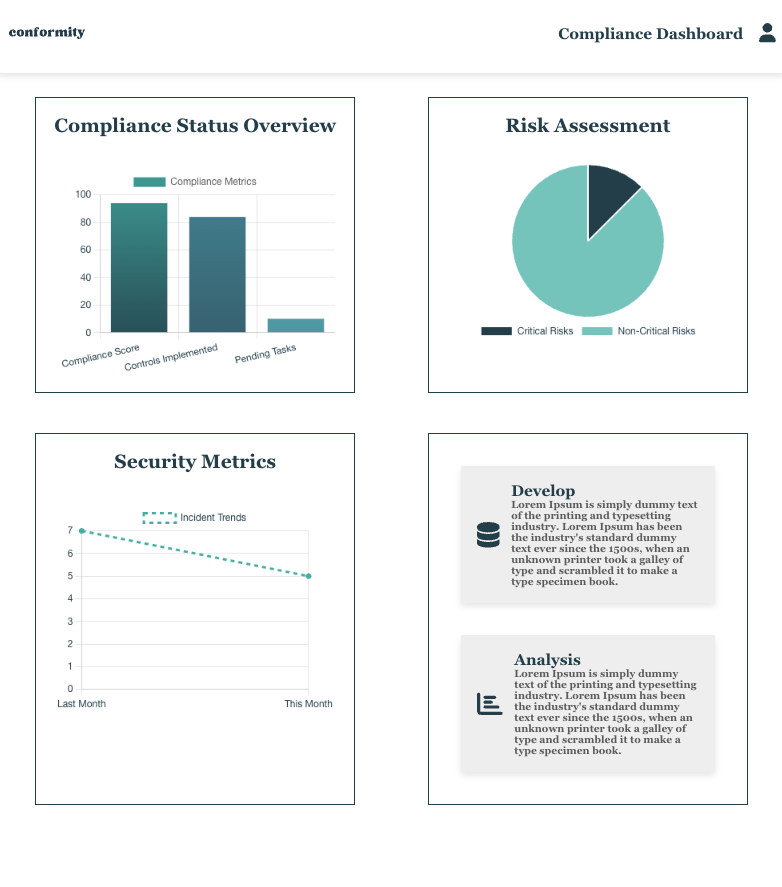 conformity
Compliance Dashboard
Compliance Status Overview
Compliance Metrics
100
80
60
40
20
0
Compliance Score
Controls Implemented
Pending Tasks
Risk Assessment
Critical Risks
Non-Critical Risks
Security Metrics
Incident Trends
7
6
5
4
3
2
1
0
Last Month
This Month
Develop
Lorem Ipsum is simply dummy text
of the printing and typesetting
industry. Lorem Ipsum has been
the industry's standard dummy
text ever since the 1500s, when an
unknown printer took a galley of
type and scrambled it to make a
type specimen book.
Analysis
Lorem Ipsum is simply dummy
text of the printing and typesetting
industry. Lorem Ipsum has been
the industry's standard dummy
text ever since the 1500s, when an
unknown printer took a galley of
type and scrambled it to make a
type specimen book.